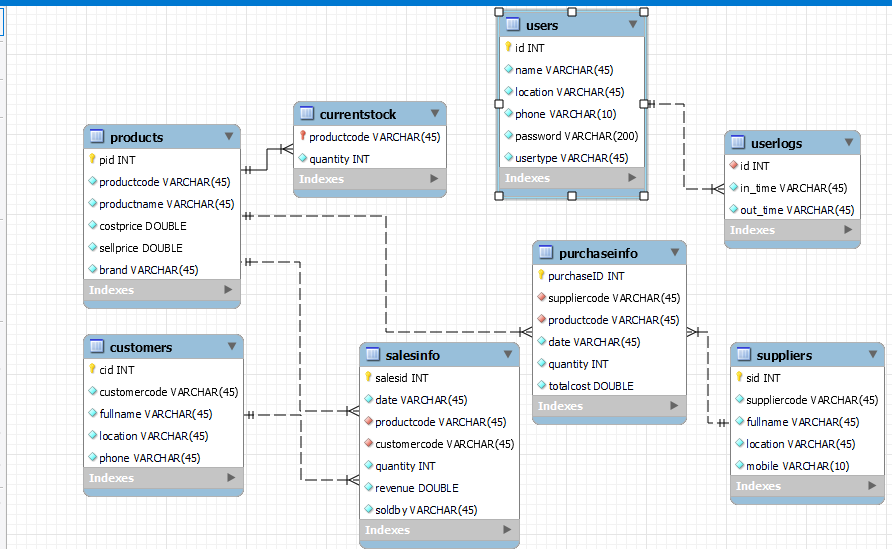 users
id INT
name VARCHAR(45)
location VARCHAR(45)
phone VARCHAR(10)
password VARCHAR(200)
usertype VARCHAR(45)
Indexes
currentstock
productcode VARCHAR(45)
quantity INT
Indexes
products
pid INT
productcode VARCHAR(45)
productname VARCHAR(45)
costprice DOUBLE
sellprice DOUBLE
brand VARCHAR(45)
Indexes
userlogs
id INT
in_time VARCHAR(45)
out_time VARCHAR(45)
Indexes
purchaseinfo
purchaseID INT
suppliercode VARCHAR(45)
productcode VARCHAR(45)
date VARCHAR(45)
quantity INT
totalcost DOUBLE
Indexes
customers
cid INT
customercode VARCHAR(45)
fullname VARCHAR(45)
location VARCHAR(45)
phone VARCHAR(45)
Indexes
salesinfo
salesid INT
date VARCHAR(45)
productcode VARCHAR(45)
customercode VARCHAR(45)
quantity INT
revenue DOUBLE
soldby VARCHAR(45)
Indexes
suppliers
sid INT
suppliercode VARCHAR(45)
fullname VARCHAR(45)
location VARCHAR(45)
mobile VARCHAR(10)
Indexes